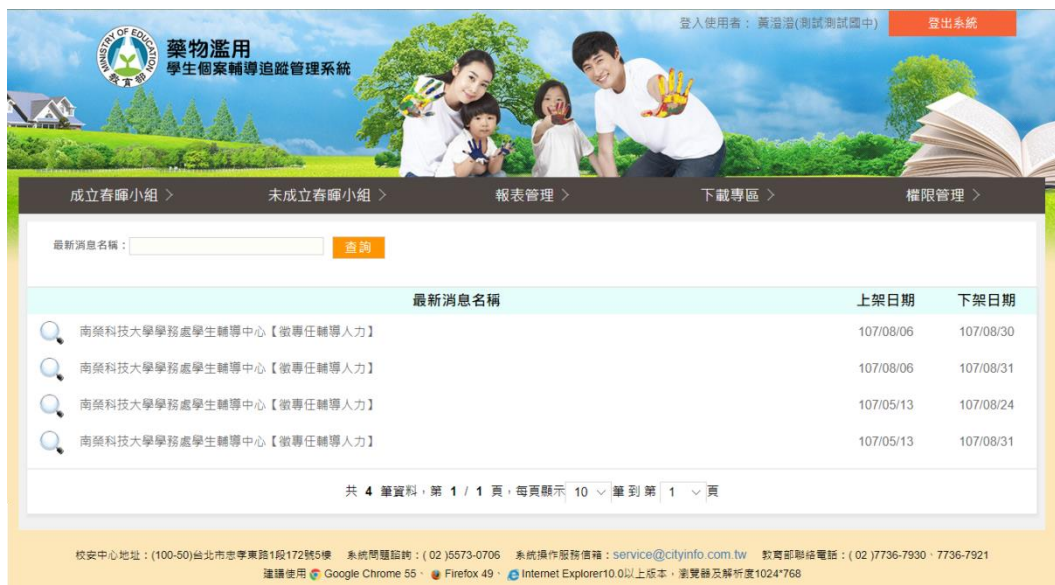 登入使用者： 黃澄澄(測試測試國中)
登出系統
MINISTRY OF EDUCATION
教育部
藥物濫用
學生個案輔導追蹤管理系統
成立春暉小組 >
未成立春暉小組 >
報表管理 >
下載專區 >
權限管理 >
最新消息名稱：
查詢
最新消息名稱 上架日期 下架日期
南榮科技大學學務處學生輔導中心【徵專任輔導人力】 107/08/06 107/08/30
南榮科技大學學務處學生輔導中心【徵專任輔導人力】 107/08/06 107/08/31
南榮科技大學學務處學生輔導中心【徵專任輔導人力】 107/05/13 107/08/24
南榮科技大學學務處學生輔導中心【徵專任輔導人力】 107/05/13 107/08/31
共 4 筆資料，第 1 / 1 頁，每頁顯示 10 筆 到 第 1 頁
校安中心地址：(100-50)台北市忠孝東路1段172號5樓 系統問題諮詢：( 02 )5573-0706 系統操作服務信箱：service@cityinfo.com.tw 教育部聯絡電話：( 02 )7736-7930、7736-7921
建議使用 Google Chrome 55、 Firefox 49、 Internet Explorer10.0以上版本，瀏覽器及解析度1024*768